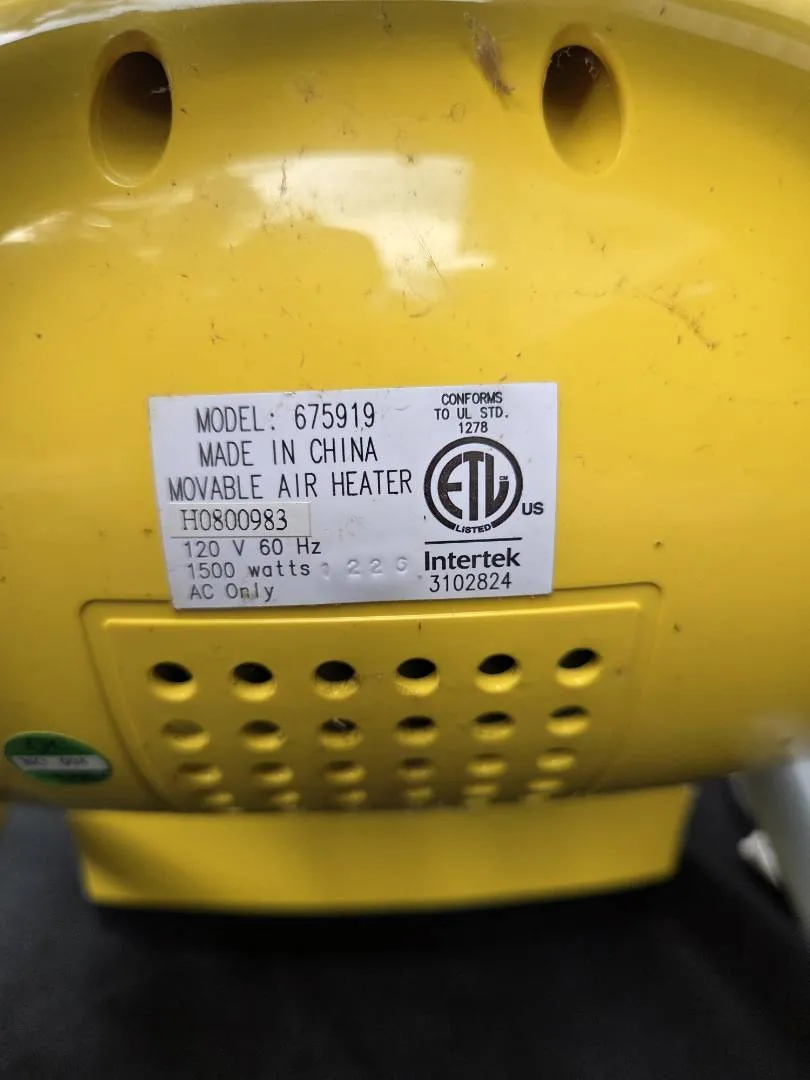 MODEL: 675919
MADE IN CHINA
MOVABLE AIR HEATER
H0800983
120 V 60 Hz
1500 watts
AC Only
CONFORMS
TO UL STD.
1278
ETL
CM
LISTED
US
Intertek
3102824